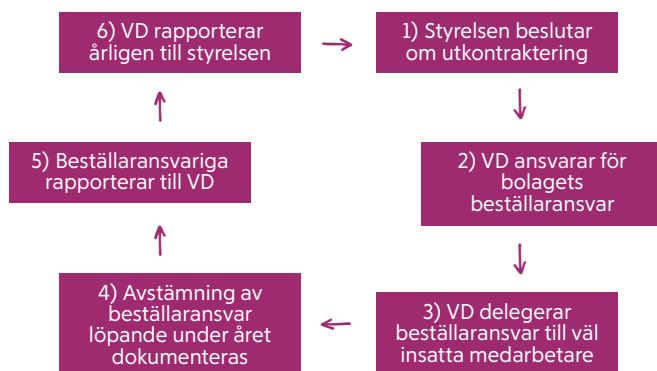 1) Styrelsen beslutar
om utkontraktering
2) VD ansvarar för
bolagets
beställaransvar
3) VD delegerar
beställaransvar till väl
insatta medarbetare
4) Avstämning av
beställaransvar
löpande under året
dokumenteras
5) Beställaransvariga
rapporterar till VD
6) VD rapporterar
årligen till styrelsen